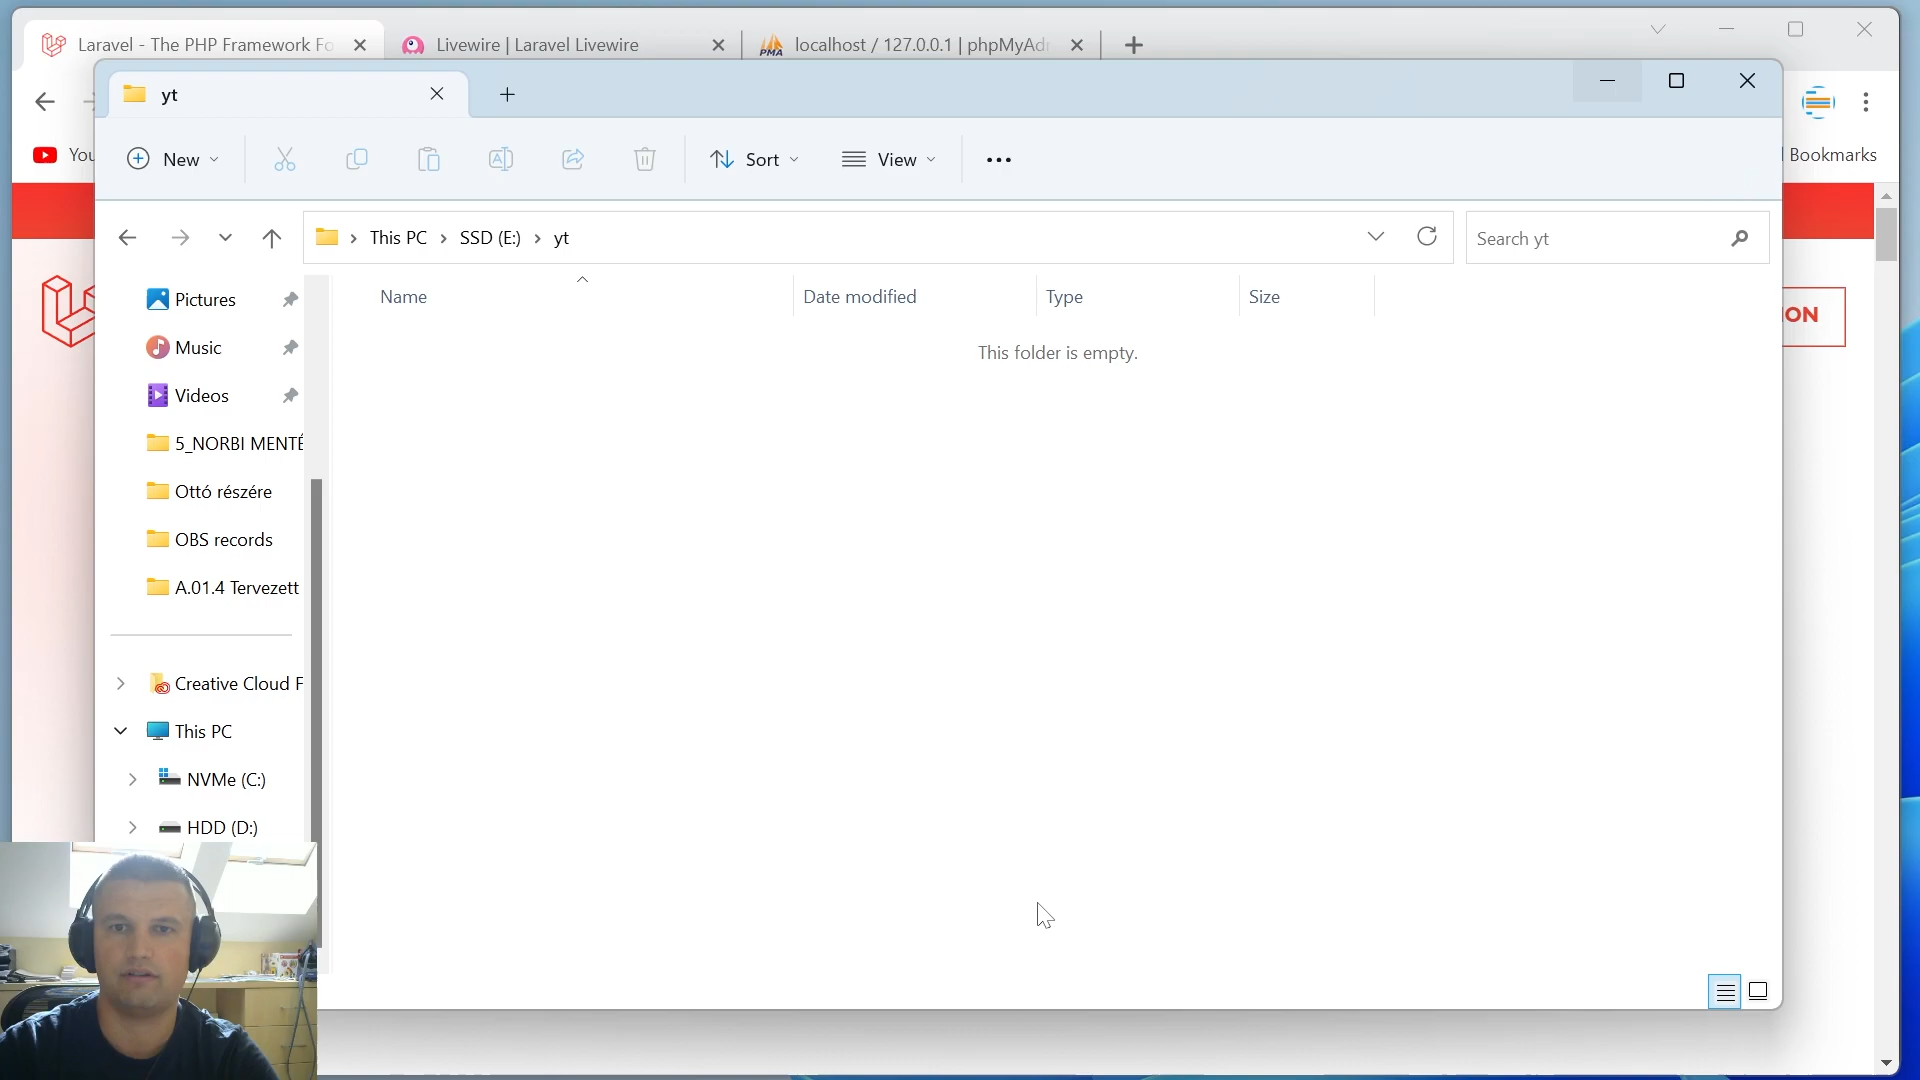 Laravel - The PHP Framework Fo
Livewire | Laravel Livewire
localhost / 127.0.0.1 | phpMyAdm
yt
You
New
Sort
View
Bookmarks
This PC
SSD (E:)
yt
Search yt
Pictures
Name
Date modified
Type
Size
ION
Music
This folder is empty.
Videos
5_NORBI MENTÉ
Ottó részére
OBS records
A.01.4 Tervezett
Creative Cloud F
This PC
NVMe (C:)
HDD (D:)